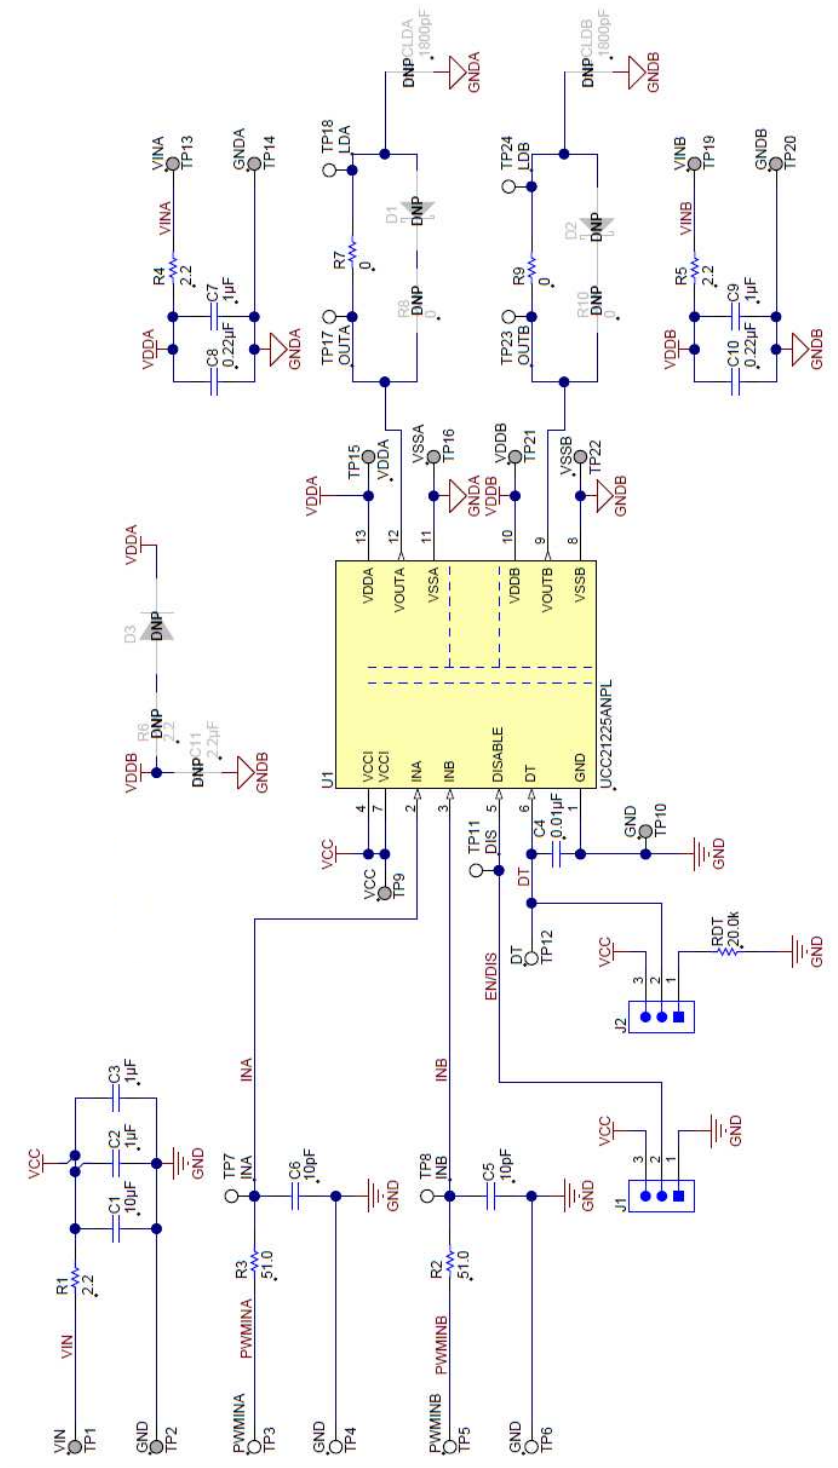 VIN
TP1
VIN
R1
2.2
VCC
C1
10µF
C2
1µF
C3
1µF
GND
GND
TP2
PWMINA
TP3
PWMINA
R3
51.0
TP7
INA
C6
10pF
INA
GND
TP4
GND
PWMINB
TP5
PWMINB
R2
51.0
TP8
INB
C5
10pF
INB
GND
TP6
GND
J1
3
2
1
VCC
GND
EN/DIS
J2
3
2
1
VCC
RDT
20.0k
GND
DT
TP12
DT
C4
0.01µF
TP11
DIS
GND
TP10
GND
VCC
VCC
TP9
U1
4
VCCI
7
VCCI
2
INA
3
INB
5
DISABLE
6
DT
1
GND
UCC21225ANPL
VDDA
13
VOUTA
12
VSSA
11
VDDB
10
VOUTB
9
VSSB
8
VDDB
R6
2.2
DNP
D3
DNP
VDDA
DNP
C11
2.2µF
GNDB
VDDA
TP15
VDDA
VSSA
TP16
GNDA
VDDB
VDDB
TP21
VSSB
TP22
GNDB
VDDA
C8
0.22µF
C7
1µF
R4
2.2
VINA
VINA
TP13
GNDA
TP14
GNDA
TP17
OUTA
R7
0
TP18
LDA
R8
0
DNP
D1
DNP
DNP
CLDA
1800pF
GNDA
TP23
OUTB
R9
0
TP24
LDB
R10
0
DNP
D2
DNP
DNP
CLDB
1800pF
GNDB
VDDB
C10
0.22µF
C9
1µF
R5
2.2
VINB
VINB
TP19
GNDB
TP20
GNDB